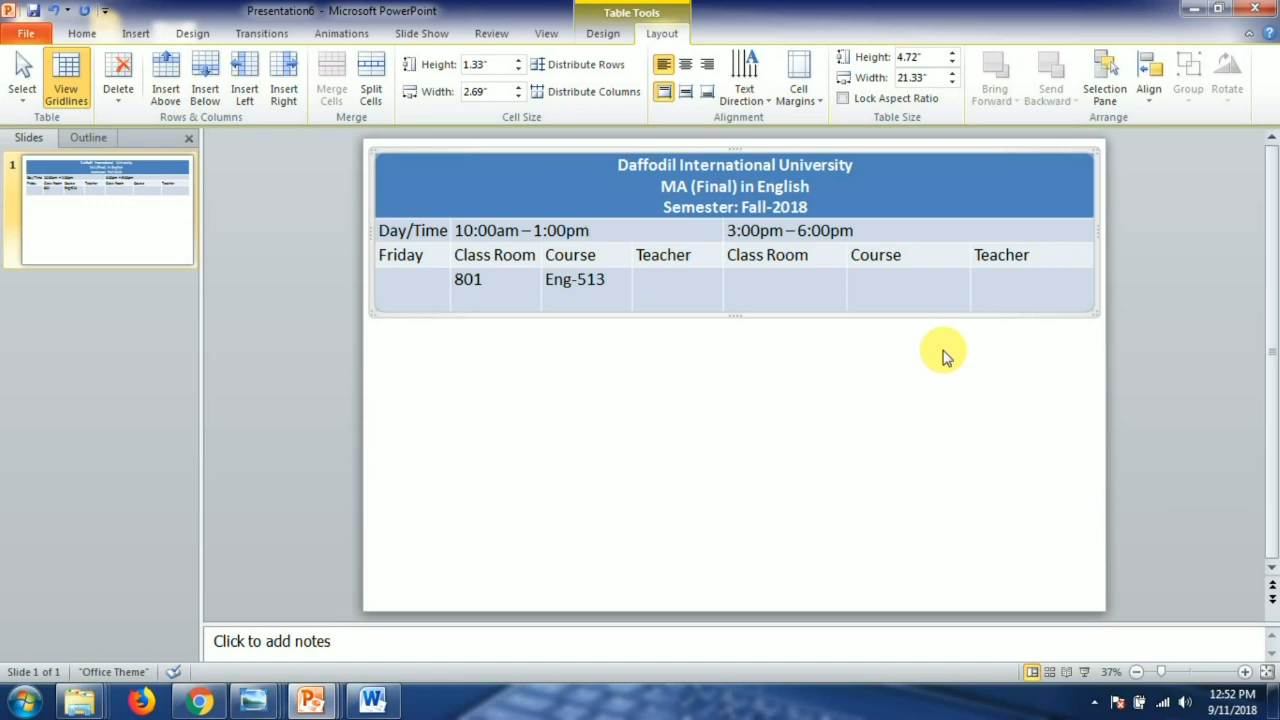 Presentation6 - Microsoft PowerPoint
Table Tools
File Home Insert Design Transitions Animations Slide Show Review View Design Layout
Select
View Gridlines
Table
Delete
Insert Above
Insert Below
Insert Left
Insert Right
Rows & Columns
Merge Cells
Split Cells
Merge
Height: 1.33"
Width: 2.69"
Distribute Rows
Distribute Columns
Cell Size
Text Direction
Cell Margins
Alignment
Height: 4.72"
Width: 21.33"
Lock Aspect Ratio
Table Size
Bring Forward
Send Backward
Selection Pane
Align
Group
Rotate
Arrange
Slides Outline
1
Daffodil International University
MA (Final) in English
Semester: Fall-2018
Day/Time 10:00am – 1:00pm 3:00pm – 6:00pm
Friday Class Room Course Teacher Class Room Course Teacher
801 Eng-513
Click to add notes
Slide 1 of 1 "Office Theme" 37%
12:52 PM
9/11/2018